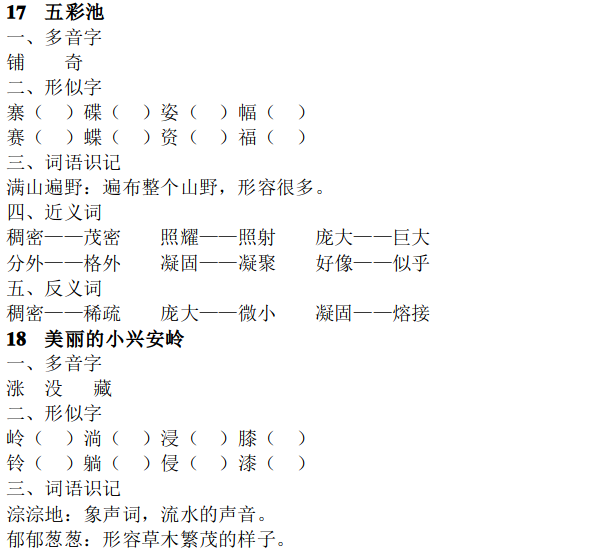 17 五彩池
一、多音字
铺 奇
二、形似字
寨（ ）碟（ ）姿（ ）幅（ ）
赛（ ）蝶（ ）资（ ）福（ ）
三、词语识记
满山遍野：遍布整个山野，形容很多。
四、近义词
稠密——茂密 照耀——照射 庞大——巨大
分外——格外 凝固——凝聚 好像——似乎
五、反义词
稠密——稀疏 庞大——微小 凝固——熔接
18 美丽的小兴安岭
一、多音字
涨 没 藏
二、形似字
岭（ ）淌（ ）浸（ ）膝（ ）
铃（ ）躺（ ）侵（ ）漆（ ）
三、词语识记
淙淙地：象声词，流水的声音。
郁郁葱葱：形容草木繁茂的样子。